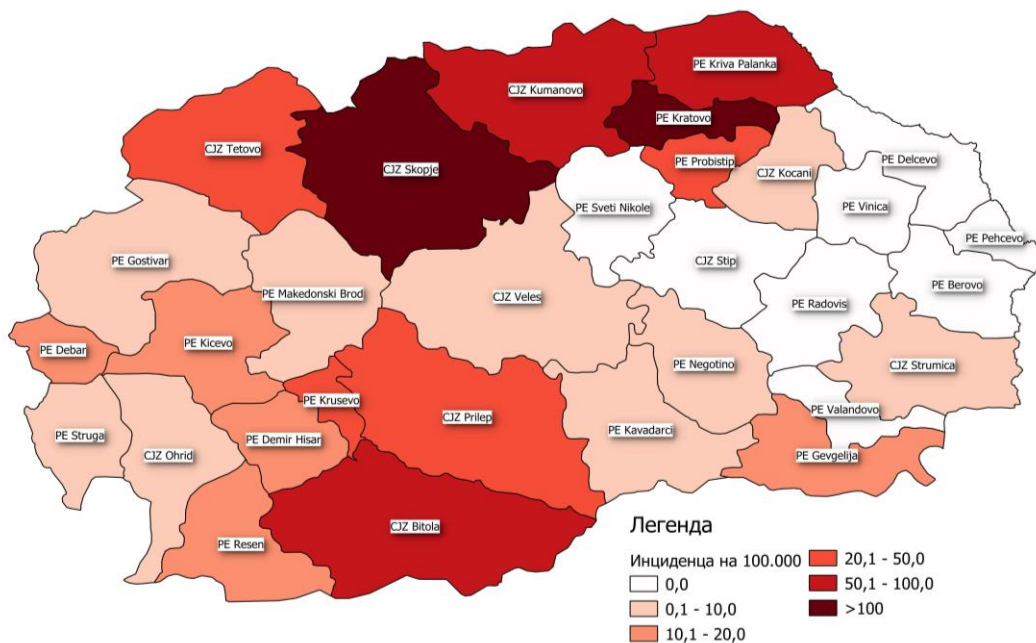 PE Kriva Palanka
CJZ Kumanovo
PE Kratovo
CJZ Tetovo
CJZ Skopje
PE Probistip
CJZ Kocani
PE Delcevo
PE Sveti Nikole
PE Vinica
PE Pehcevo
PE Gostivar
CJZ Stip
PE Berovo
PE Makedonski Brod
CJZ Veles
PE Radovis
PE Debar
PE Kicevo
PE Negotino
CJZ Strumica
PE Krusevo
PE Valandovo
CJZ Prilep
PE Kavadarci
PE Struga
PE Demir Hisar
CJZ Ohrid
PE Gevgelija
CJZ Bitola
PE Resen
Легенда
Инциденца на 100.000
0,0
0,1 - 10,0
10,1 - 20,0
20,1 - 50,0
50,1 - 100,0
>100